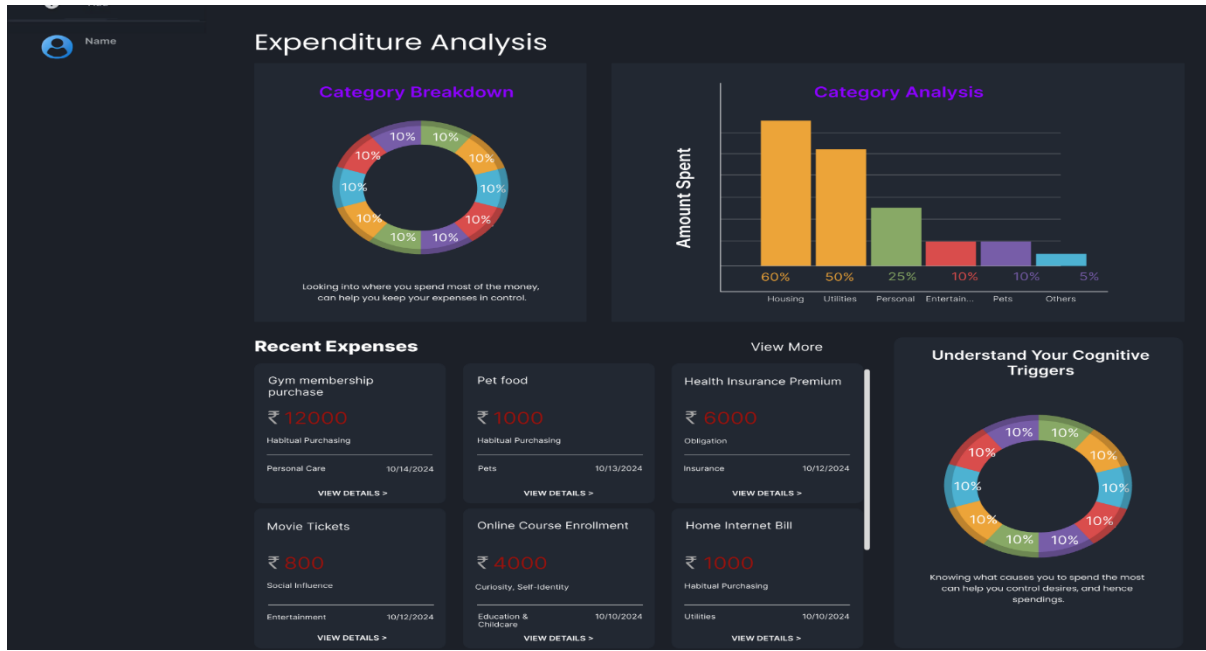 Name
Expenditure Analysis
Category Breakdown
10% 10%
10% 10%
10% 10%
10% 10%
10% 10%
Looking into where you spend most of the money,
can help you keep your expenses in control.
Category Analysis
Amount Spent
60% 50% 25% 10% 10% 5%
Housing Utilities Personal Entertain... Pets Others
Recent Expenses
View More
Gym membership
purchase
₹ 12000
Habitual Purchasing
Personal Care 10/14/2024
VIEW DETAILS >
Pet food
₹ 1000
Habitual Purchasing
Pets 10/13/2024
VIEW DETAILS >
Health Insurance Premium
₹ 6000
Obligation
Insurance 10/12/2024
VIEW DETAILS >
Movie Tickets
₹ 800
Social Influence
Entertainment 10/12/2024
VIEW DETAILS >
Online Course Enrollment
₹ 4000
Curiosity, Self-Identity
Education &
Childcare
10/10/2024
VIEW DETAILS >
Home Internet Bill
₹ 1000
Habitual Purchasing
Utilities 10/10/2024
VIEW DETAILS >
Understand Your Cognitive
Triggers
10% 10%
10% 10%
10% 10%
10% 10%
10% 10%
Knowing what causes you to spend the most
can help you control desires, and hence
spendings.